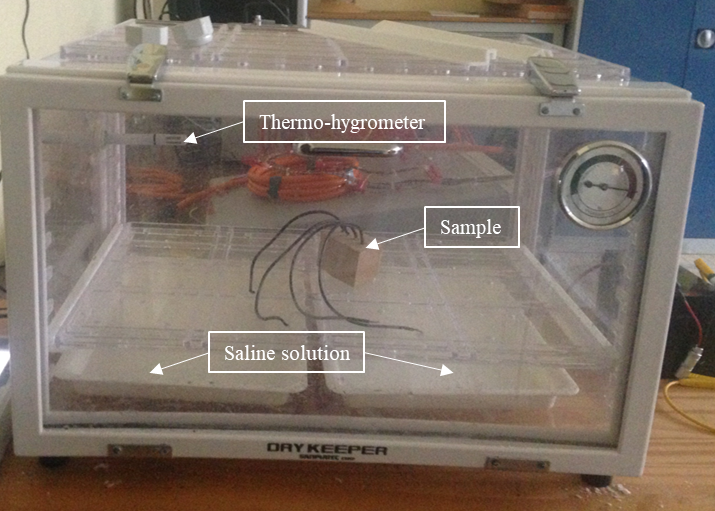 Thermo-hygrometer
Sample
Saline solution
DRY KEEPER